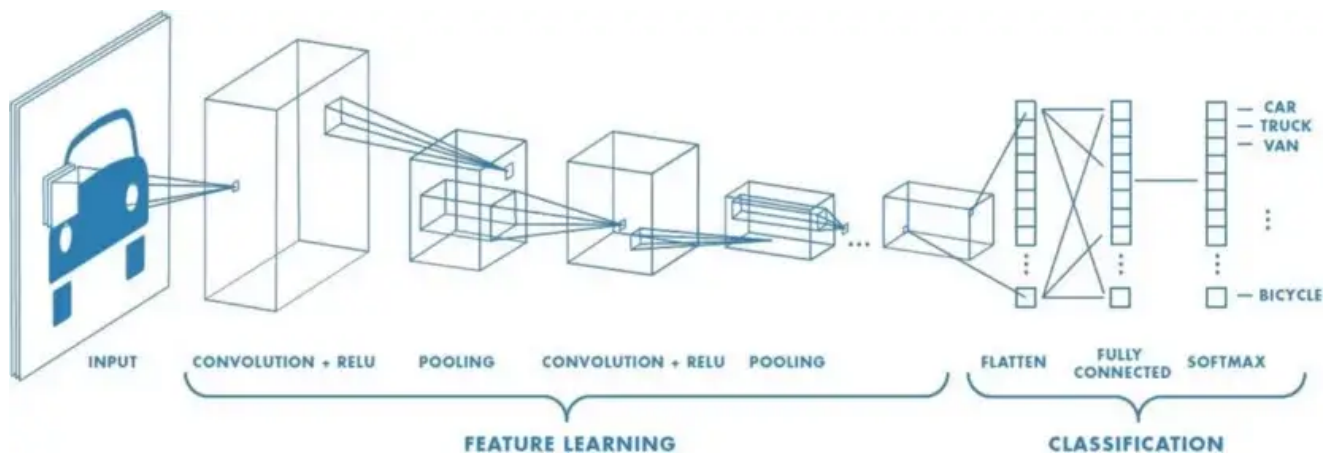 CAR
TRUCK
VAN
BICYCLE
INPUT
CONVOLUTION + RELU
POOLING
CONVOLUTION + RELU
POOLING
FLATTEN
FULLY
CONNECTED
SOFTMAX
FEATURE LEARNING
CLASSIFICATION